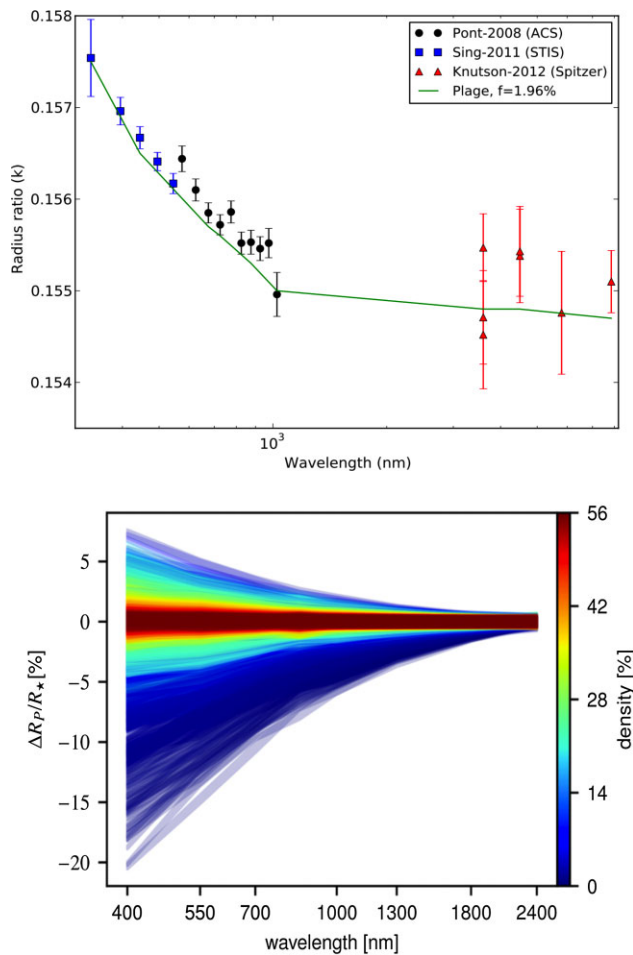 0.158
0.157
0.156
0.155
0.154
Radius ratio (k)
Pont-2008 (ACS)
Sing-2011 (STIS)
Knutson-2012 (Spitzer)
Plage, f=1.96%
10³
Wavelength (nm)
5
0
-5
-10
-15
-20
ΔR_P/R_⋆[%]
400 550 700 1000 1300 1800 2400
wavelength [nm]
56
42
28
14
0
density [%]